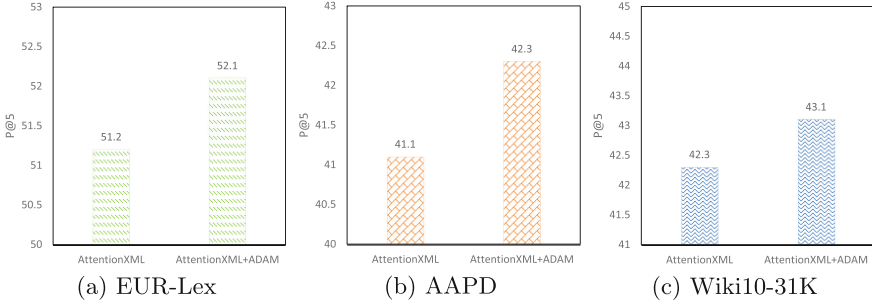 53
52.5
52
51.5
51
50.5
50
P@5
51.2
52.1
AttentionXML
AttentionXML+ADAM
(a) EUR-Lex
43
42.5
42
41.5
41
40.5
40
P@5
41.1
42.3
AttentionXML
AttentionXML+ADAM
(b) AAPD
45
44.5
44
43.5
43
42.5
42
41.5
41
P@5
42.3
43.1
AttentionXML
AttentionXML+ADAM
(c) Wiki10-31K